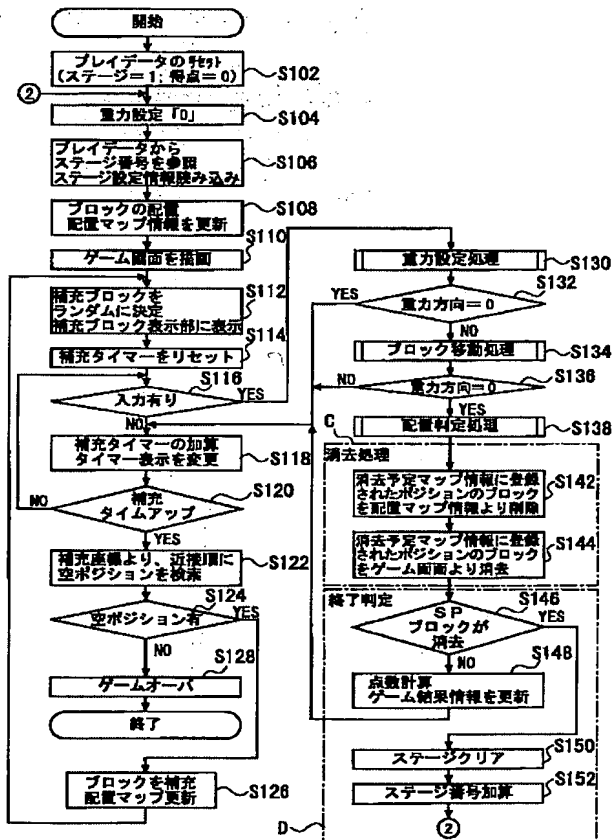 開始
プレイデータのリセット
(ステージ=1; 得点=0)
S102
②
重力設定「0」
S104
プレイデータから
ステージ番号を参照
ステージ設定情報読み込み
S106
ブロックの配置
配置マップ情報を更新
S108
ゲーム画面を描画
S110
補充ブロックを
ランダムに決定
補充ブロック表示部に表示
S112
補充タイマーをリセット
S114
入力有り
S116
YES
NO
補充タイマーの加算
タイマー表示を変更
S118
補充
タイムアップ
S120
NO
YES
補充座標より、近接順に
空ポジションを検索
S122
空ポジション有
S124
YES
NO
ゲームオーバ
S128
終了
ブロックを補充
配置マップ更新
S126
重力設定処理
S130
重力方向=0
S132
YES
NO
ブロック移動処理
S134
重力方向=0
S136
NO
YES
配置判定処理
S138
C
消去処理
消去予定マップ情報に登録
されたポジションのブロック
を配置マップ情報より削除
S142
消去予定マップ情報に登録
されたポジションのブロック
をゲーム画面より消去
S144
終了判定
SP
ブロックが
消去
S146
YES
NO
点数計算
ゲーム結果情報を更新
S148
ステージクリア
S150
ステージ番号加算
S152
②
D